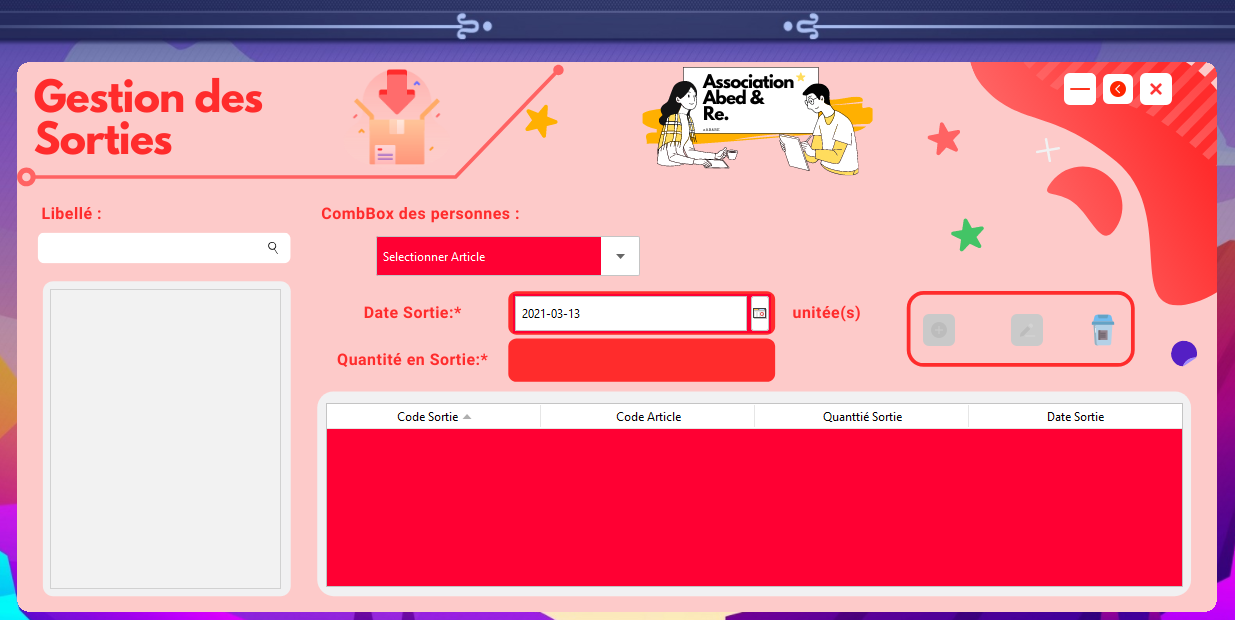 Gestion des
Sorties
Association
Abed &
Re.
Libellé :
CombBox des personnes :
Selectionner Article
Date Sortie:*
2021-03-13
unitée(s)
Quantité en Sortie:*
Code Sortie
Code Article
Quanttié Sortie
Date Sortie